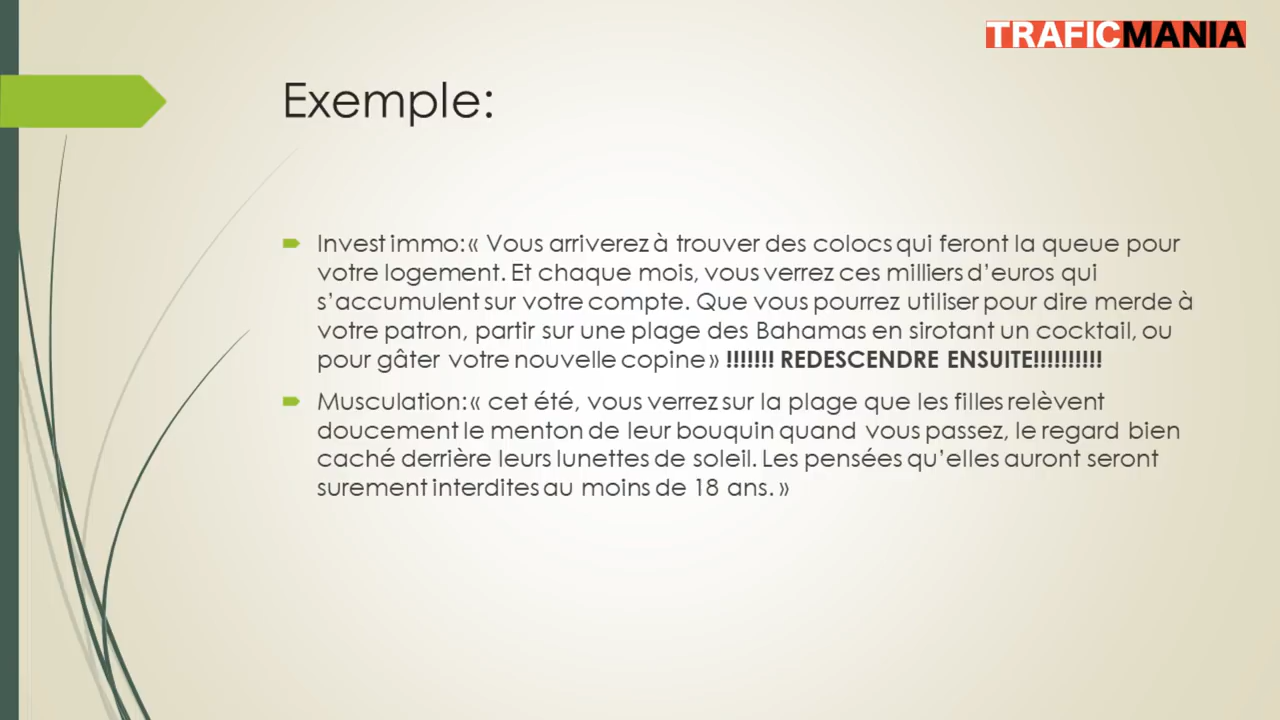 TRAFICMANIA
Exemple:
Invest immo: « Vous arriverez à trouver des colocs qui feront la queue pour
votre logement. Et chaque mois, vous verrez ces milliers d’euros qui
s’accumulent sur votre compte. Que vous pourrez utiliser pour dire merde à
votre patron, partir sur une plage des Bahamas en sirotant un cocktail, ou
pour gâter votre nouvelle copine » !!!!!!! REDESCENDRE ENSUITE!!!!!!!!!!
Musculation: « cet été, vous verrez sur la plage que les filles relèvent
doucement le menton de leur bouquin quand vous passez, le regard bien
caché derrière leurs lunettes de soleil. Les pensées qu’elles auront seront
surement interdites au moins de 18 ans. »